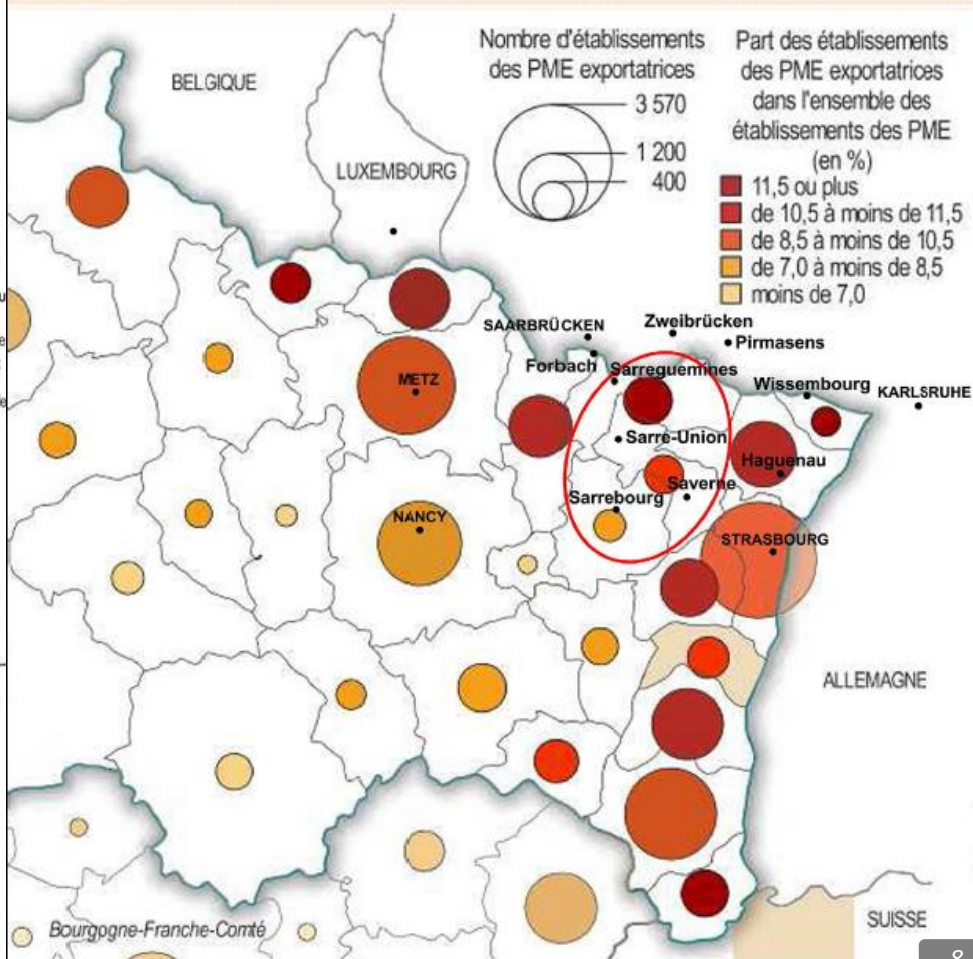 Nombre d'établissements
des PME exportatrices
3 570
1 200
400
Part des établissements
des PME exportatrices
dans l'ensemble des
établissements des PME
(en %)
11,5 ou plus
de 10,5 à moins de 11,5
de 8,5 à moins de 10,5
de 7,0 à moins de 8,5
moins de 7,0
BELGIQUE
LUXEMBOURG
SAARBRÜCKEN
Zweibrücken
Pirmasens
Forbach
Sarreguemines
METZ
Wissembourg
KARLSRUHE
Sarre-Union
Haguenau
Saverne
Sarrebourg
NANCY
STRASBOURG
ALLEMAGNE
Bourgogne-Franche-Comté
SUISSE